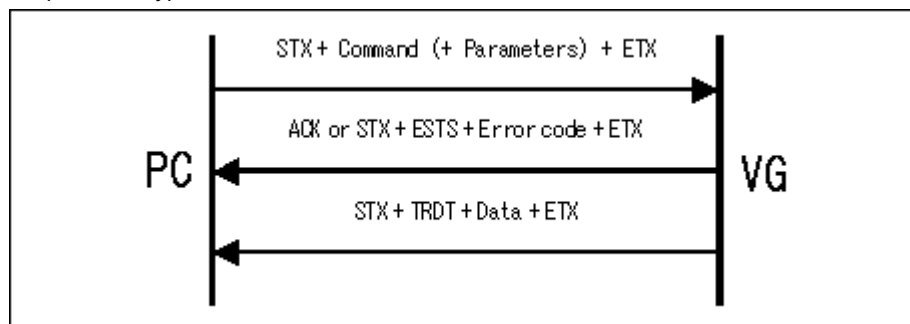 STX + Command (+ Parameters) + ETX
ACK or STX + ESTS + Error code + ETX
PC
VG
STX + TRDT + Data + ETX